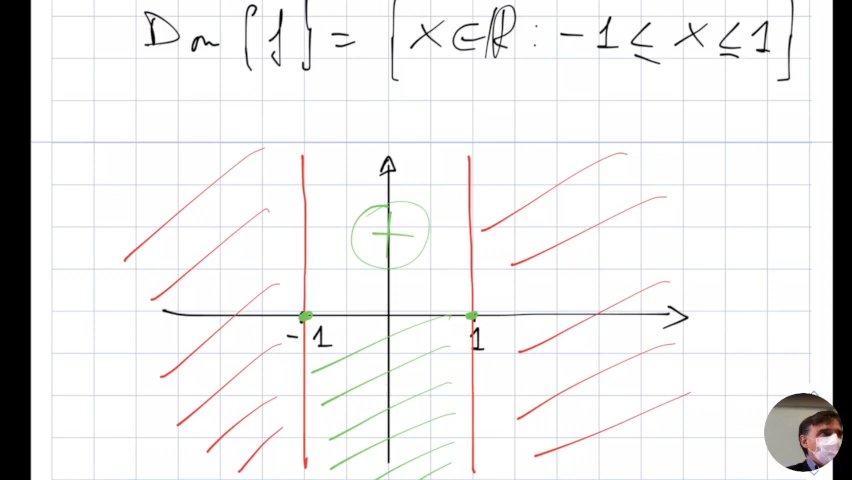 Dom {f} = {x ∈ ℝ : -1 ≤ x ≤ 1}
+
-1 1